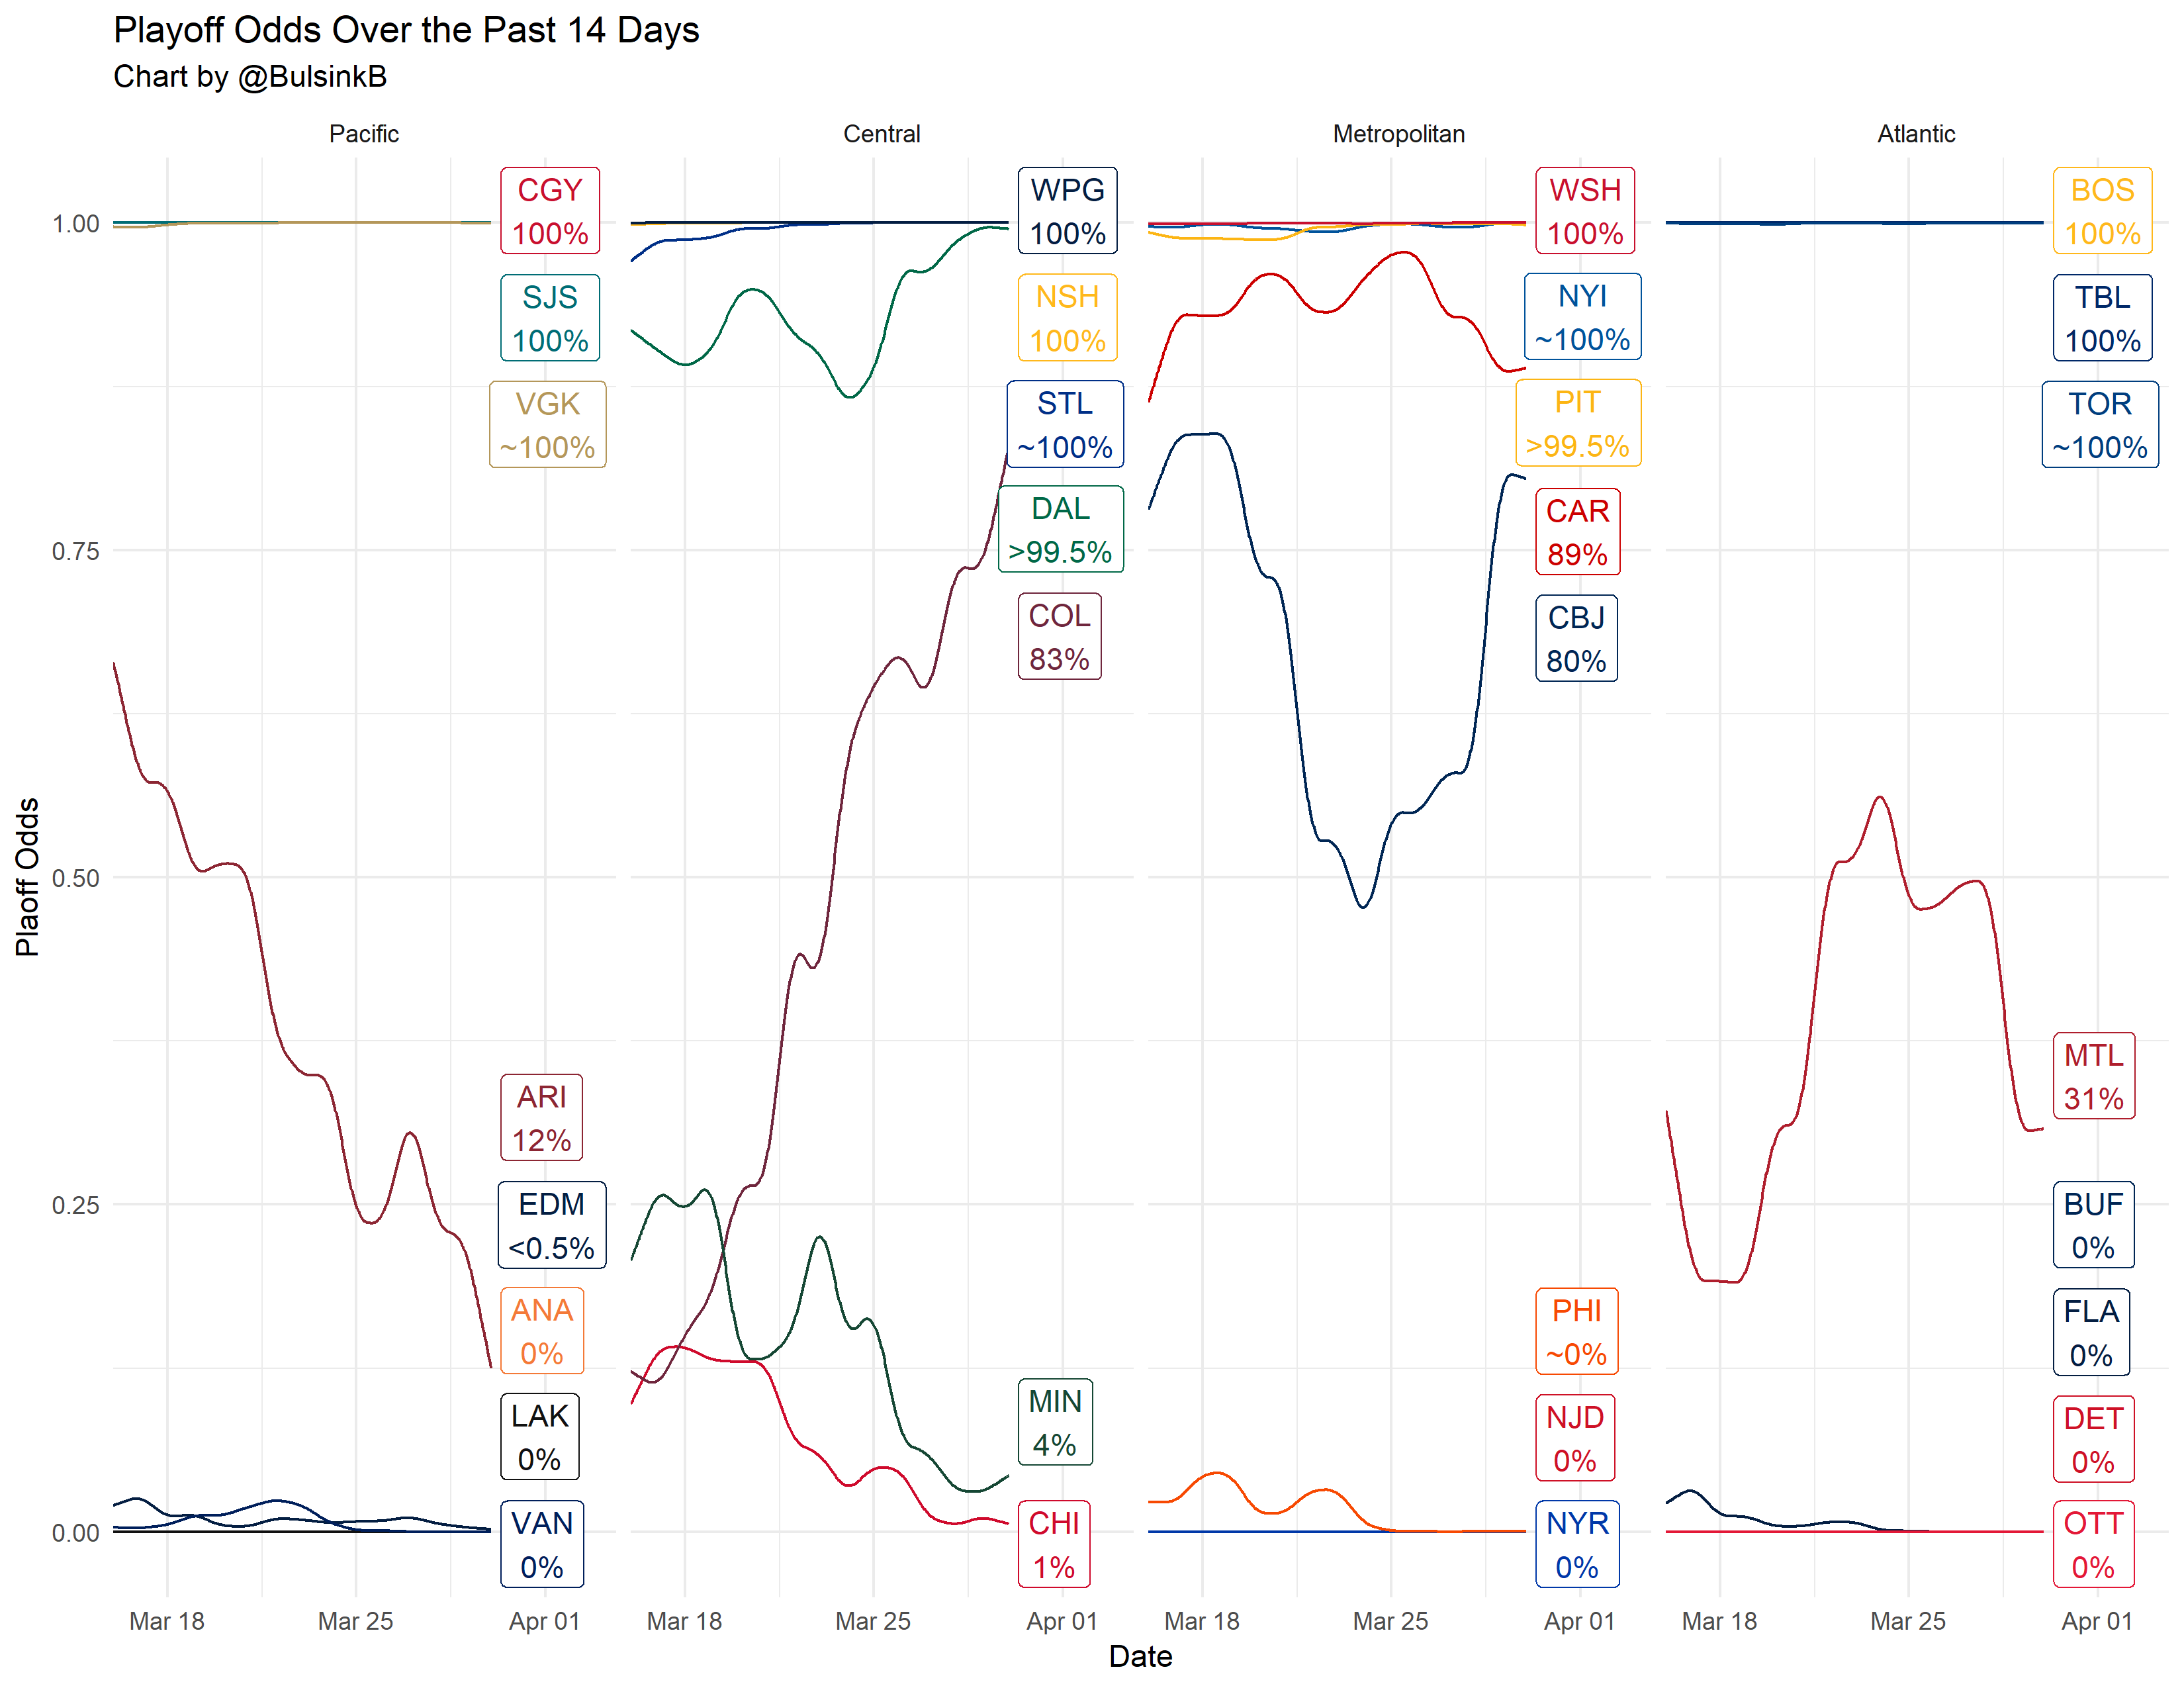 Playoff Odds Over the Past 14 Days
Chart by @BulsinkB
Pacific
Central
Metropolitan
Atlantic
Plaoff Odds
1.00
0.75
0.50
0.25
0.00
CGY
100%
SJS
100%
VGK
~100%
ARI
12%
EDM
<0.5%
ANA
0%
LAK
0%
VAN
0%
WPG
100%
NSH
100%
STL
~100%
DAL
>99.5%
COL
83%
MIN
4%
CHI
1%
WSH
100%
NYI
~100%
PIT
>99.5%
CAR
89%
CBJ
80%
PHI
~0%
NJD
0%
NYR
0%
BOS
100%
TBL
100%
TOR
~100%
MTL
31%
BUF
0%
FLA
0%
DET
0%
OTT
0%
Mar 18
Mar 25
Apr 01
Mar 18
Mar 25
Apr 01
Mar 18
Mar 25
Apr 01
Mar 18
Mar 25
Apr 01
Date